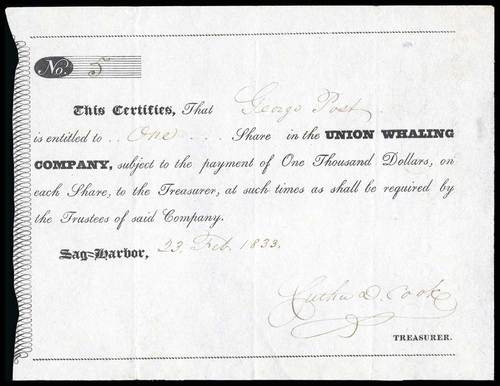 No. 5
This Certifies, That George Post
is entitled to .. One ... Share in the UNION WHALING
COMPANY, subject to the payment of One Thousand Dollars, on
each Share, to the Treasurer, at such times as shall be required by
the Trustees of said Company.
Sag=Harbor, 23 Feb. 1833.
Luther D. Cook
TREASURER.